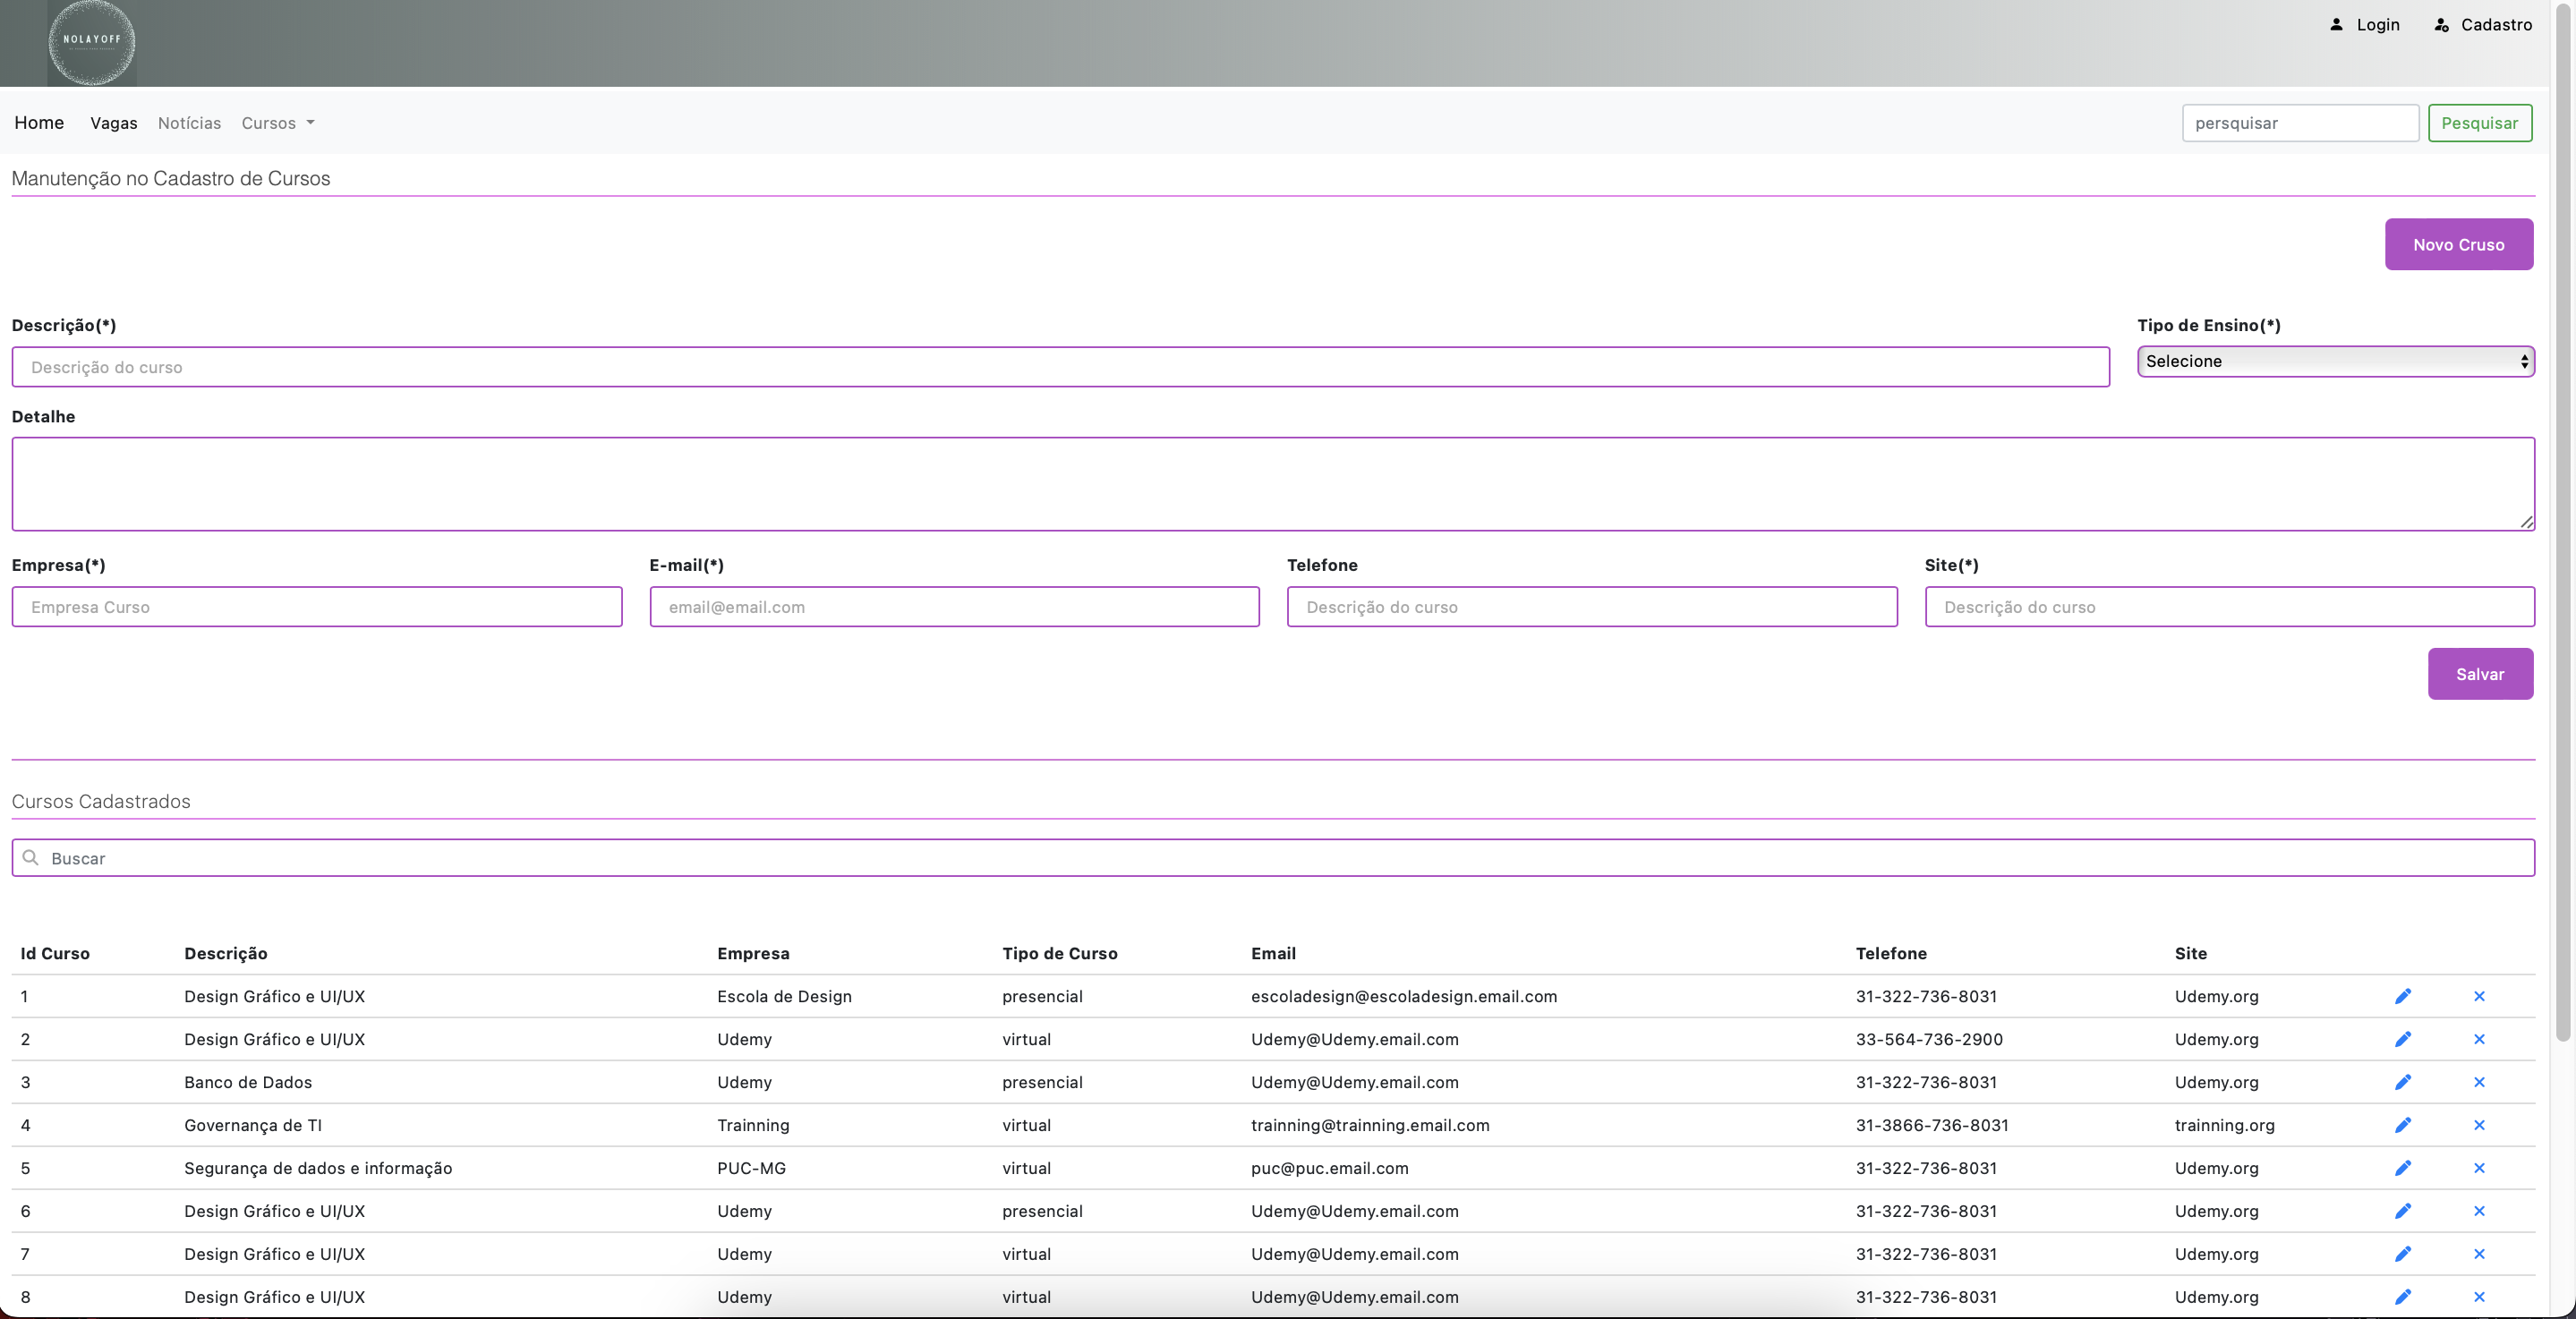 NOLAYOFF
Login Cadastro
Home Vagas Notícias Cursos persquisar Pesquisar
Manutenção no Cadastro de Cursos
Novo Cruso
Descrição(*) Tipo de Ensino(*)
Descrição do curso Selecione
Detalhe
Empresa(*) E-mail(*) Telefone Site(*)
Empresa Curso email@email.com Descrição do curso Descrição do curso
Salvar
Cursos Cadastrados
Buscar
Id Curso Descrição Empresa Tipo de Curso Email Telefone Site
1 Design Gráfico e UI/UX Escola de Design presencial escoladesign@escoladesign.email.com 31-322-736-8031 Udemy.org
2 Design Gráfico e UI/UX Udemy virtual Udemy@Udemy.email.com 33-564-736-2900 Udemy.org
3 Banco de Dados Udemy presencial Udemy@Udemy.email.com 31-322-736-8031 Udemy.org
4 Governança de TI Trainning virtual trainning@trainning.email.com 31-3866-736-8031 trainning.org
5 Segurança de dados e informação PUC-MG virtual puc@puc.email.com 31-322-736-8031 Udemy.org
6 Design Gráfico e UI/UX Udemy presencial Udemy@Udemy.email.com 31-322-736-8031 Udemy.org
7 Design Gráfico e UI/UX Udemy virtual Udemy@Udemy.email.com 31-322-736-8031 Udemy.org
8 Design Gráfico e UI/UX Udemy virtual Udemy@Udemy.email.com 31-322-736-8031 Udemy.org